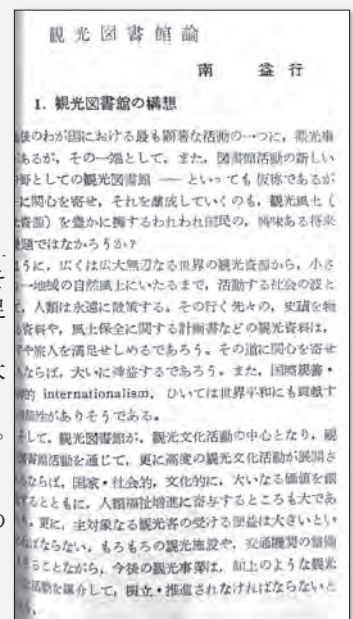 観光図書館論
南 益行
1. 観光図書館の構想
後のわが国における最も顕著な活動の一つに、観光事
があるが、その一端として、また、図書館活動の新しい
野としての観光図書館 ── といっても仮称であるが
に関心を寄せ、それを醸成していくのも、観光風土(
資源)を豊かに擁するわれわれ国民の、興味ある将来
課題ではなかろうか?
うに、広くは広大無辺なる世界の観光資源から、小さ
一地域の自然風土にいたるまで、活動する社会の波と
、人類は永遠に散策する。その行く先々の、史蹟を物
る資料や、風土保全に関する計画書などの観光資料は、
や旅人を満足せしめるであろう。その道に関心を寄せ
ならば、大いに裨益するであろう。また、国際親善・
的 internationalism, ひいては世界平和にも貢献す
可能性がありそうである。
して、観光図書館が、観光文化活動の中心となり、観
図書館活動を通じて、更に高度の観光文化活動が展開さ
るならば、国家・社会的、文化的に、大いなる価値を創
するとともに、人類福祉増進に寄与するところも大であ
。更に、主対象なる観光客の受ける便益は大きいとい
ねばならない。もろもろの観光施設や、交通機関の整備
さることながら、今後の観光事業は、如上のような観光
活動を媒介して、樹立・推進されなければならないと